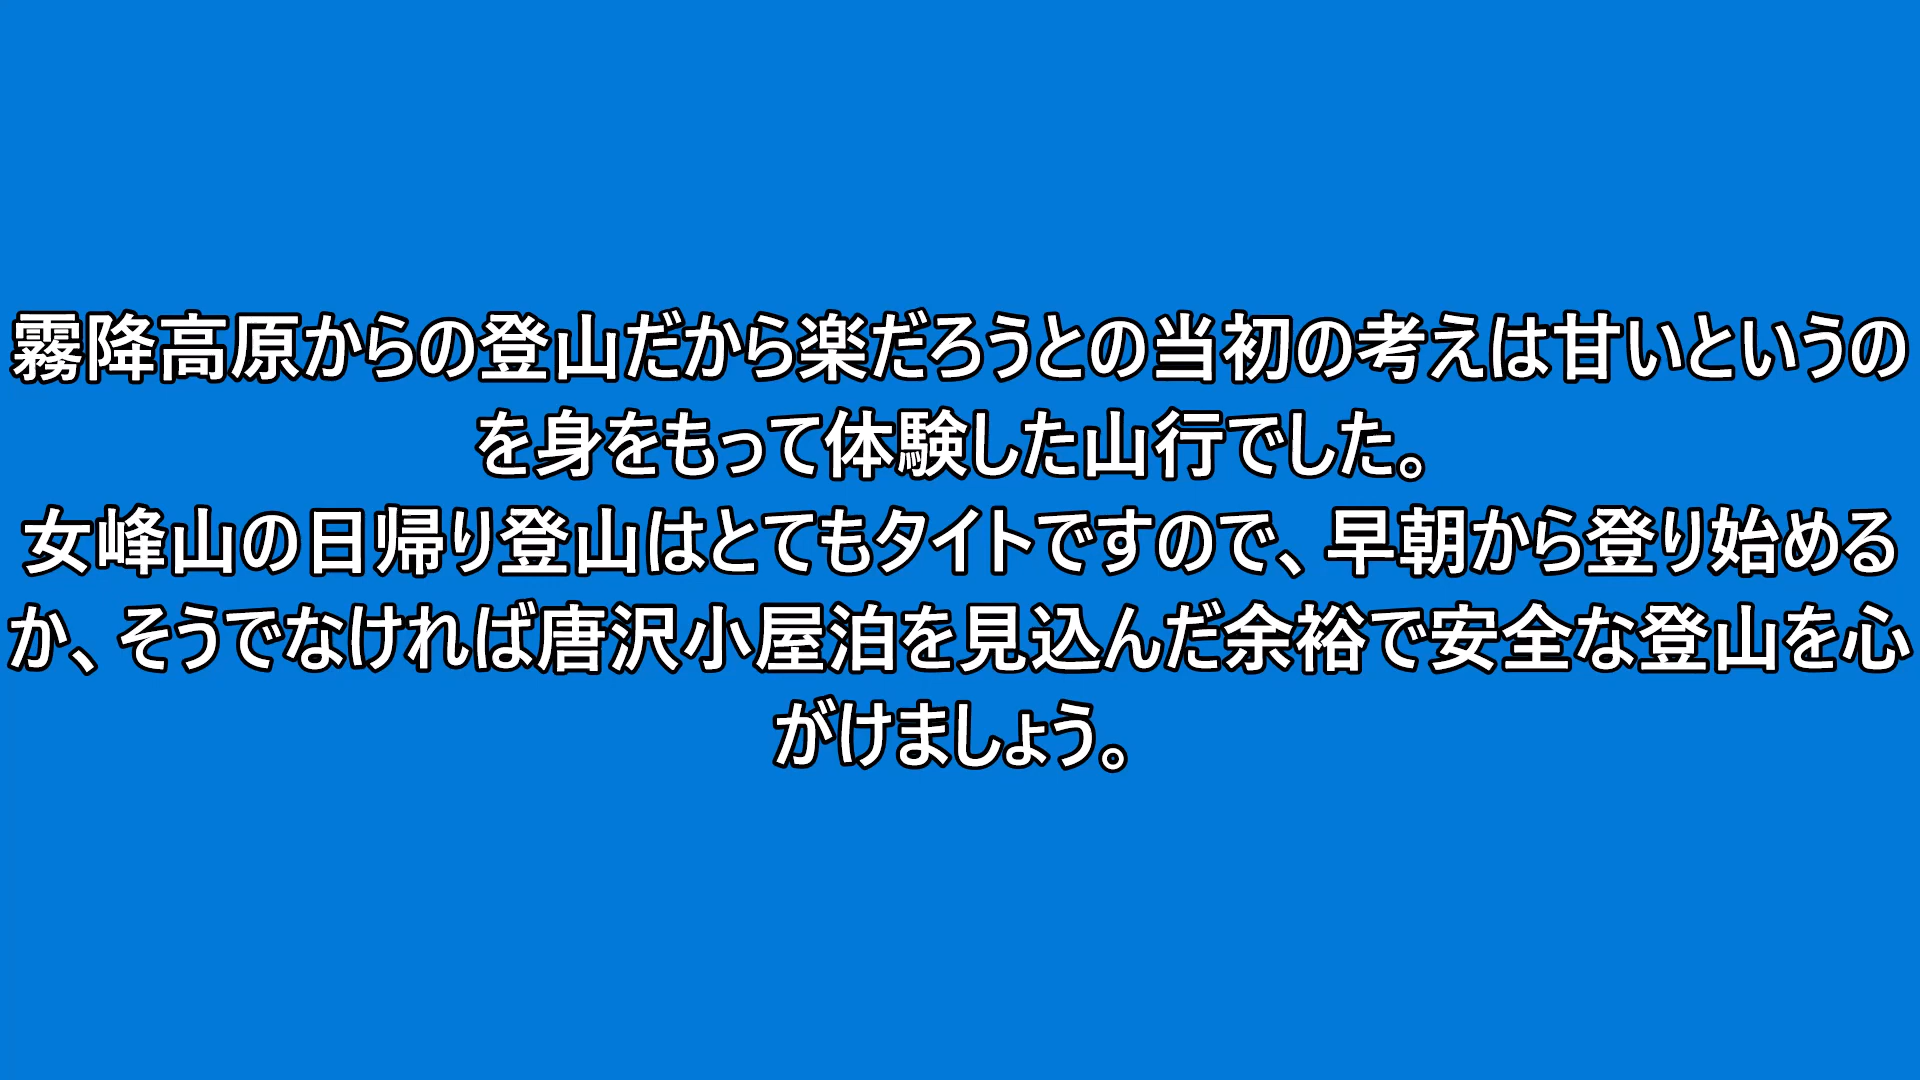 霧降高原からの登山だから楽だろうとの当初の考えは甘いというの
を身をもって体験した山行でした。
女峰山の日帰り登山はとてもタイトですので、早朝から登り始める
か、そうでなければ唐沢小屋泊を見込んだ余裕で安全な登山を心
がけましょう。